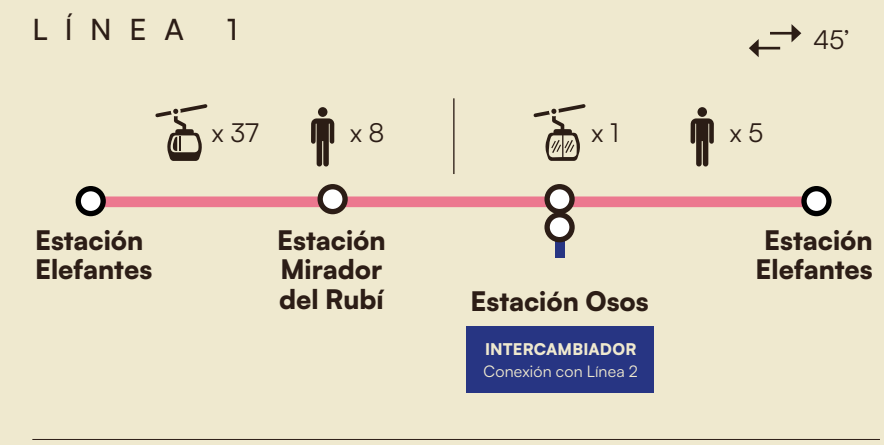 LÍNEA 1
45’
x 37
x 8
x 1
x 5
Estación
Elefantes
Estación
Mirador
del Rubí
Estación Osos
INTERCAMBIADOR
Conexión con Línea 2
Estación
Elefantes